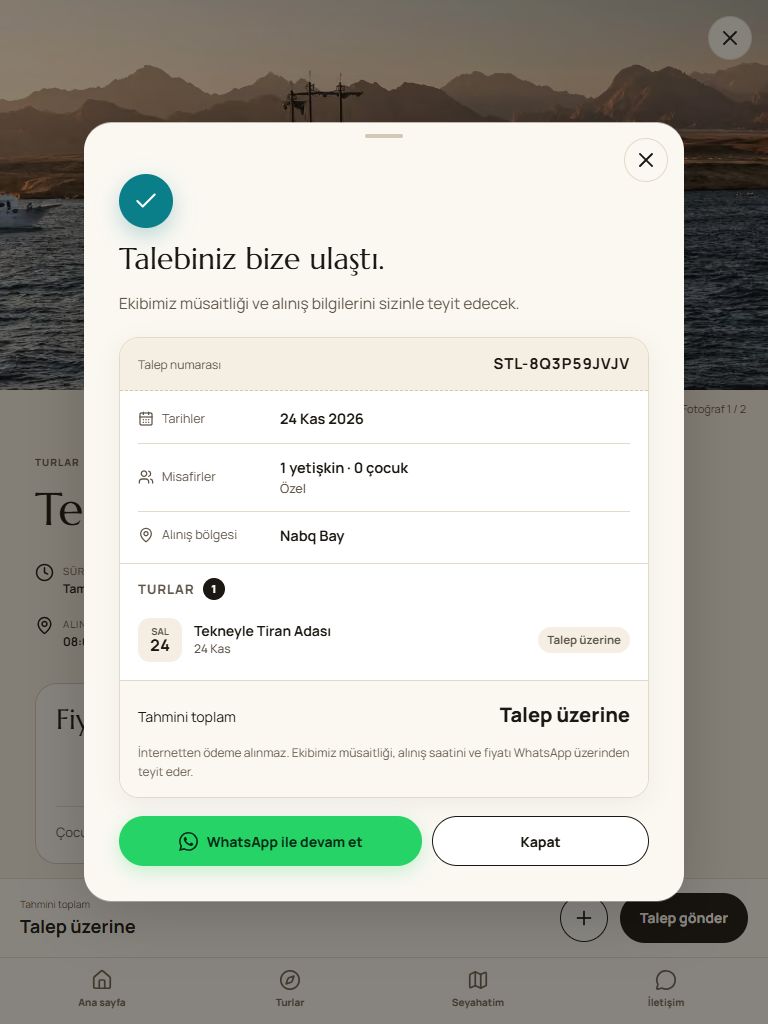 Talebiniz bize ulaştı.
Ekibimiz müsaitliği ve alınış bilgilerini sizinle teyit edecek.
Talep numarası STL-8Q3P59JVJV
Tarihler 24 Kas 2026
Misafirler 1 yetişkin · 0 çocuk
Özel
Alınış bölgesi Nabq Bay
TURLAR 1
SAL
24
Tekneyle Tiran Adası
24 Kas
Talep üzerine
Tahmini toplam Talep üzerine
İnternetten ödeme alınmaz. Ekibimiz müsaitliği, alınış saatini ve fiyatı WhatsApp üzerinden
teyit eder.
WhatsApp ile devam et
Kapat
Fotoğraf 1 / 2
TURLAR
Tahmini toplam
Talep üzerine
Talep gönder
Ana sayfa
Turlar
Seyahatim
İletişim